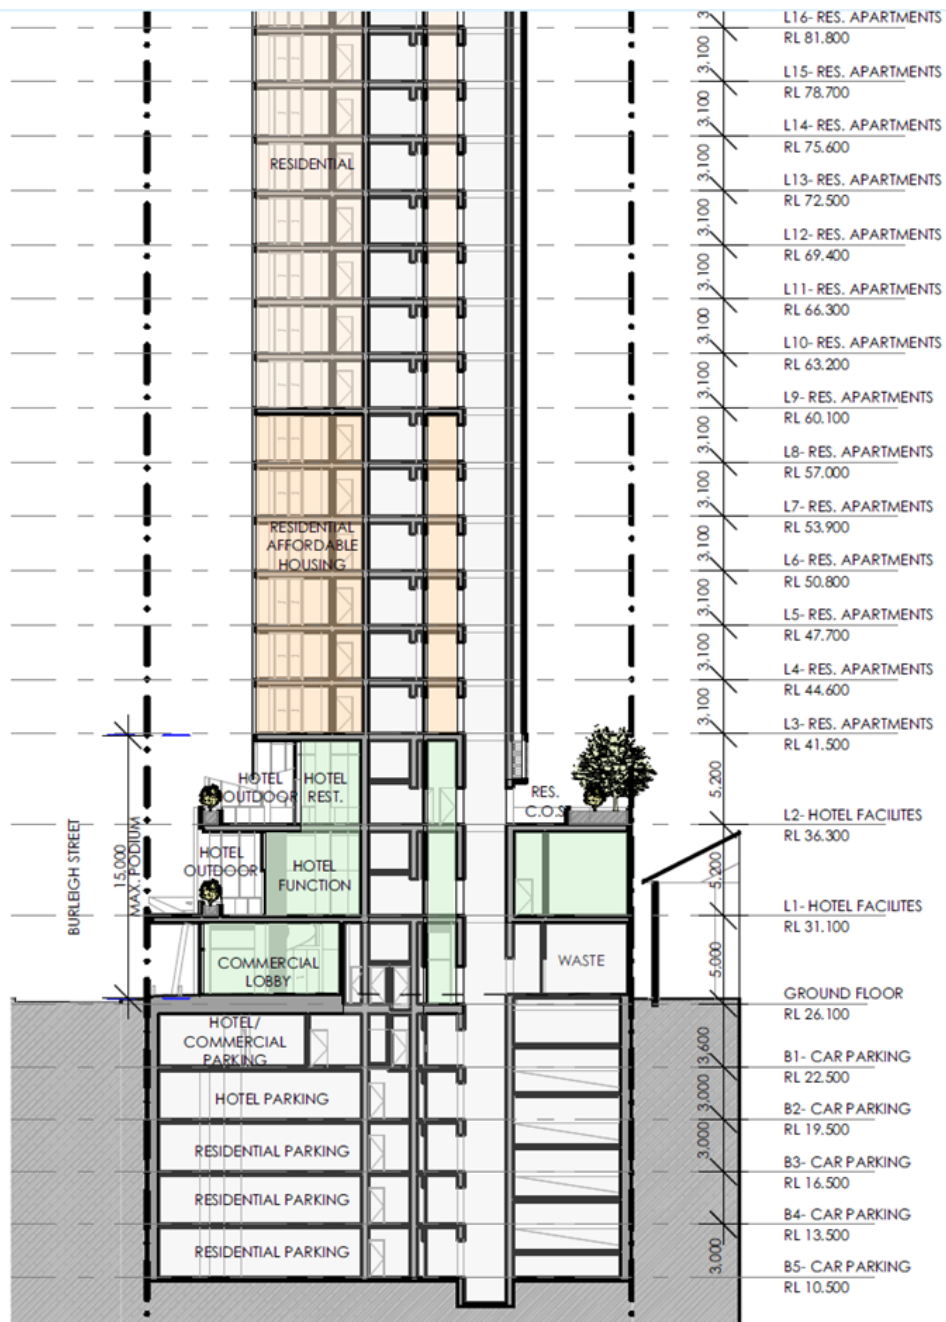 L16- RES. APARTMENTS
RL 81.800
3.100
L15- RES. APARTMENTS
RL 78.700
3.100
L14- RES. APARTMENTS
RL 75.600
RESIDENTIAL
3.100
L13- RES. APARTMENTS
RL 72.500
3.100
L12- RES. APARTMENTS
RL 69.400
3.100
L11- RES. APARTMENTS
RL 66.300
3.100
L10- RES. APARTMENTS
RL 63.200
3.100
L9- RES. APARTMENTS
RL 60.100
3.100
L8- RES. APARTMENTS
RL 57.000
3.100
L7- RES. APARTMENTS
RL 53.900
RESIDENTIAL
AFFORDABLE
HOUSING
3.100
L6- RES. APARTMENTS
RL 50.800
3.100
L5- RES. APARTMENTS
RL 47.700
3.100
L4- RES. APARTMENTS
RL 44.600
3.100
L3- RES. APARTMENTS
RL 41.500
HOTEL
OUTDOOR
HOTEL
REST.
RES.
C.O.S
5.200
L2- HOTEL FACILITES
RL 36.300
BURLEIGH STREET
15.000
MAX. PODIUM
HOTEL
OUTDOOR
HOTEL
FUNCTION
5.200
L1- HOTEL FACILITES
RL 31.100
COMMERCIAL
LOBBY
WASTE
5.000
GROUND FLOOR
RL 26.100
HOTEL/
COMMERCIAL
PARKING
3.600
B1- CAR PARKING
RL 22.500
HOTEL PARKING
3.000
B2- CAR PARKING
RL 19.500
RESIDENTIAL PARKING
3.000
B3- CAR PARKING
RL 16.500
RESIDENTIAL PARKING
B4- CAR PARKING
RL 13.500
RESIDENTIAL PARKING
3.000
B5- CAR PARKING
RL 10.500